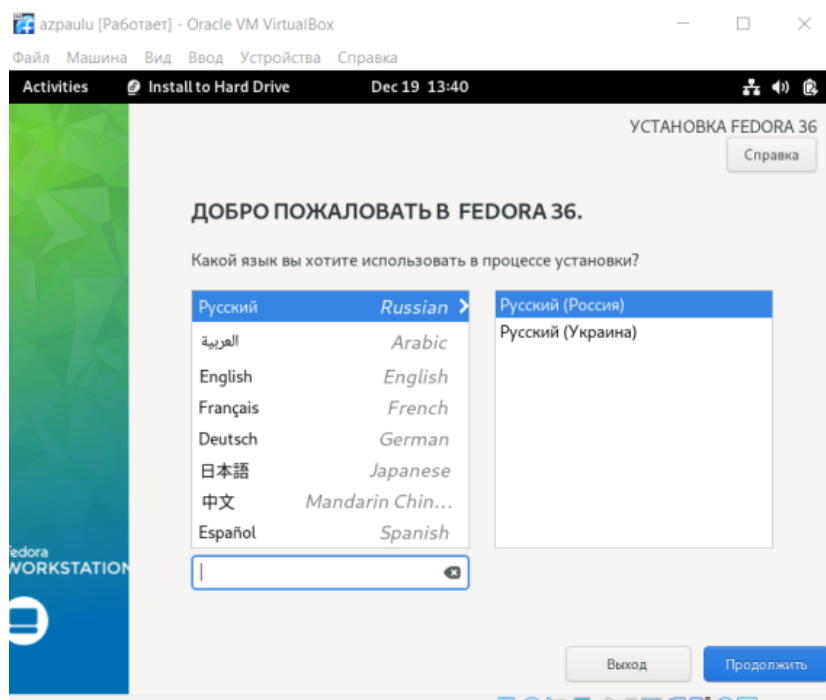 azpaulu [Работает] - Oracle VM VirtualBox
Файл Машина Вид Ввод Устройства Справка
Activities Install to Hard Drive Dec 19 13:40
УСТАНОВКА FEDORA 36
Справка
ДОБРО ПОЖАЛОВАТЬ В FEDORA 36.
Какой язык вы хотите использовать в процессе установки?
Русский Russian
العربية Arabic
English English
Français French
Deutsch German
日本語 Japanese
中文 Mandarin Chin...
Español Spanish
Русский (Россия)
Русский (Украина)
fedora
WORKSTATION
Выход Продолжить